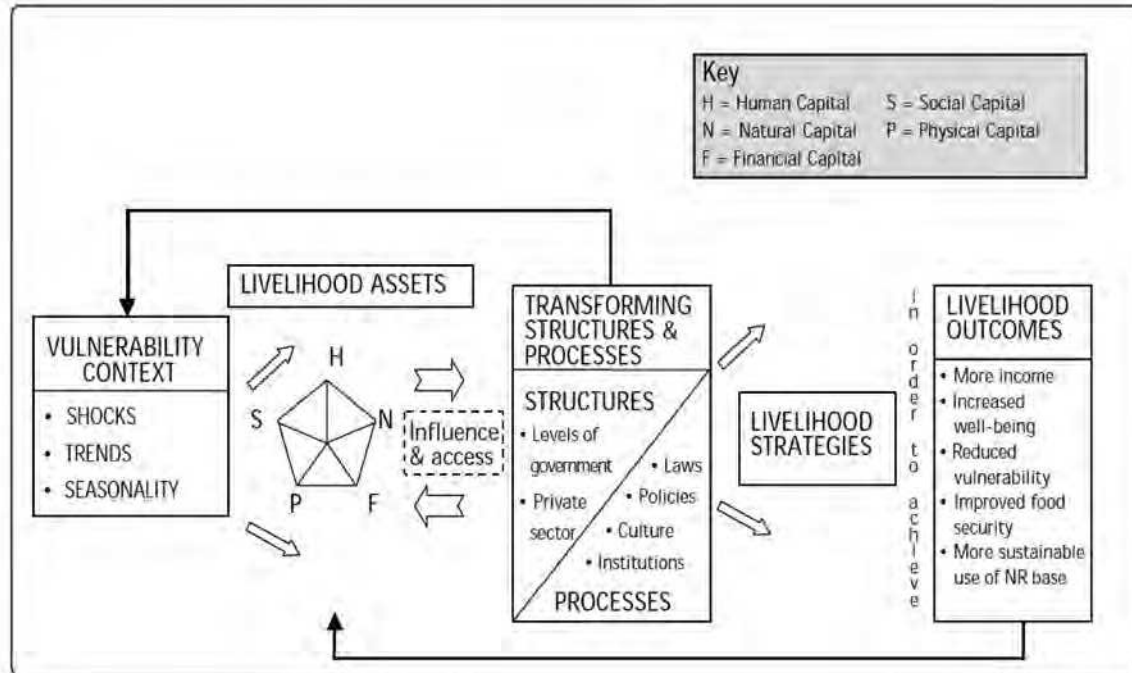 Key
H = Human Capital S = Social Capital
N = Natural Capital P = Physical Capital
F = Financial Capital
LIVELIHOOD ASSETS
VULNERABILITY
CONTEXT
• SHOCKS
• TRENDS
• SEASONALITY
H
S
N
P
F
Influence
& access
TRANSFORMING
STRUCTURES &
PROCESSES
STRUCTURES
• Levels of
government
• Private
sector
• Laws
• Policies
• Culture
• Institutions
PROCESSES
LIVELIHOOD
STRATEGIES
in order to achieve
LIVELIHOOD
OUTCOMES
• More income
• Increased
well-being
• Reduced
vulnerability
• Improved food
security
• More sustainable
use of NR base